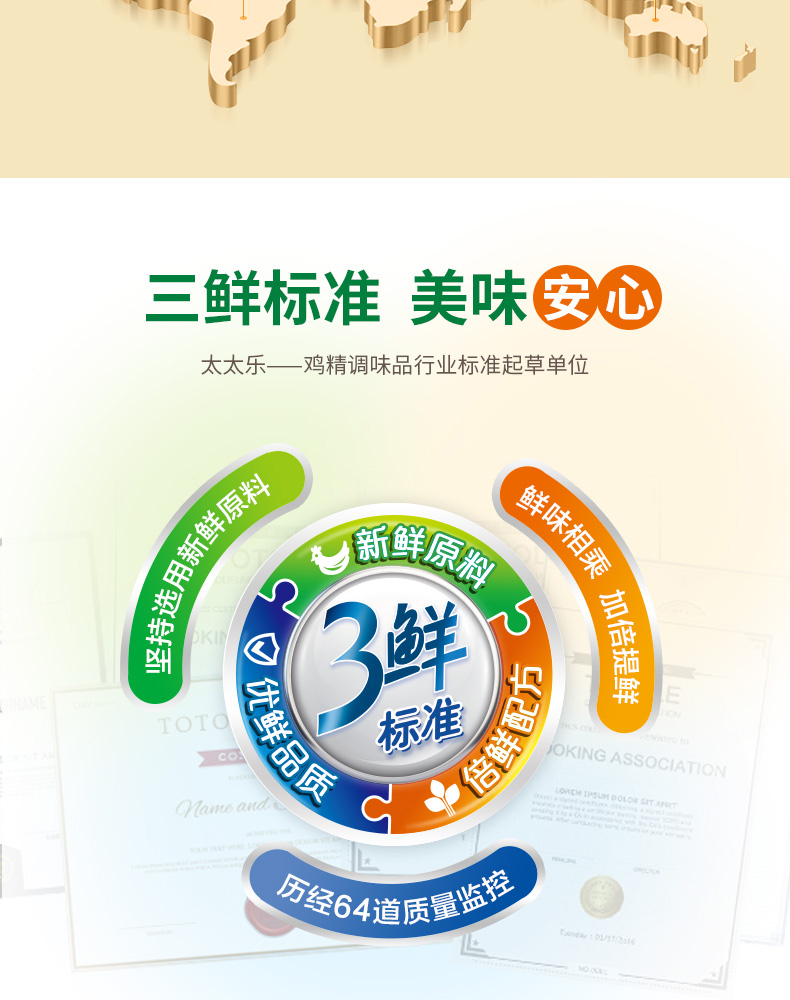 三鲜标准 美味安心
太太乐——鸡精调味品行业标准起草单位
坚持选用新鲜原料
鲜味相乘 加倍提鲜
新鲜原料
3鲜
标准
优鲜品质
倍鲜配方
历经64道质量监控
TOTO
Name and
OOKING ASSOCIATION
LOREM IPSUM DOLOR SIT AMET
Tuesday : 01/17/2016